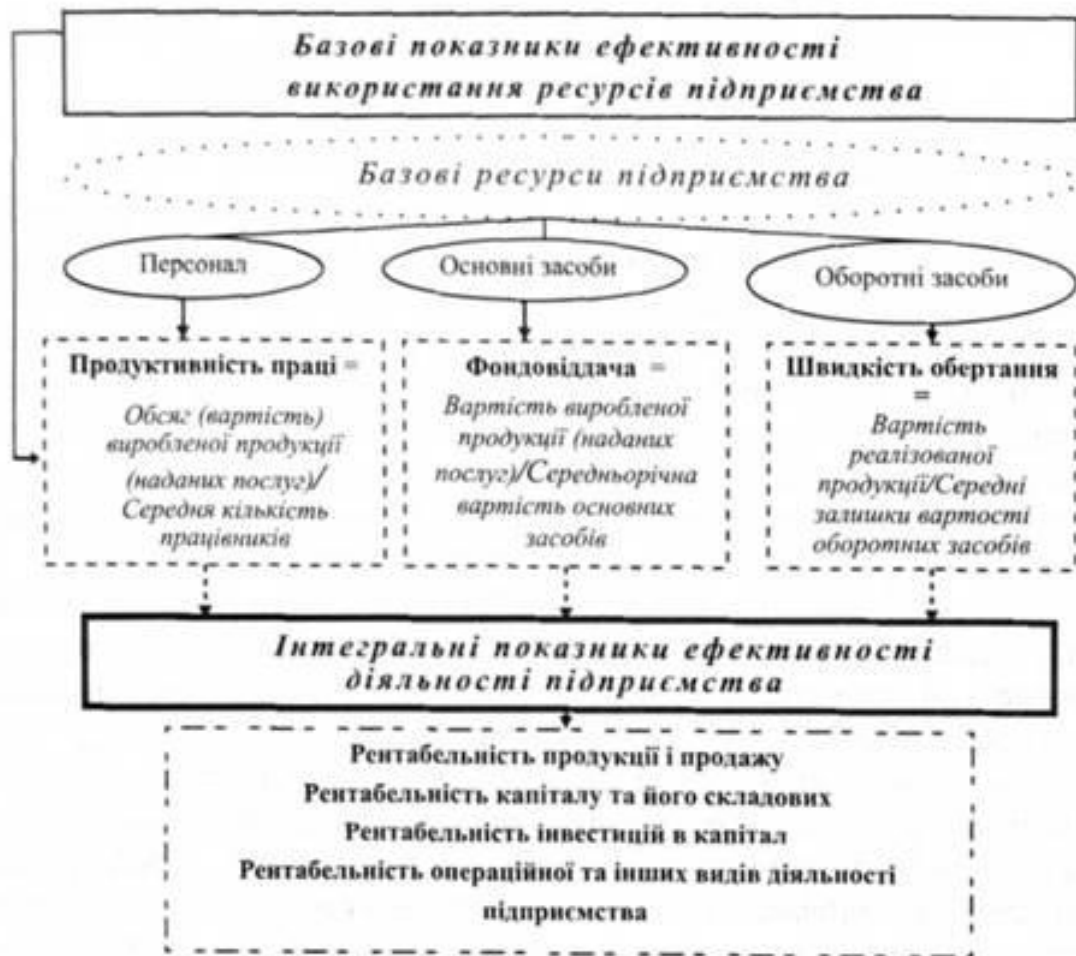 Базові показники ефективності
використання ресурсів підприємства
Базові ресурси підприємства
Персонал
Основні засоби
Оборотні засоби
Продуктивність праці =
Обсяг (вартість)
виробленої продукції
(наданих послуг)/
Середня кількість
працівників
Фондовіддача =
Вартість виробленої
продукції (наданих
послуг)/Середньорічна
вартість основних
засобів
Швидкість обертання
=
Вартість
реалізованої
продукції/Середні
залишки вартості
оборотних засобів
Інтегральні показники ефективності
діяльності підприємства
Рентабельність продукції і продажу
Рентабельність капіталу та його складових
Рентабельність інвестицій в капітал
Рентабельність операційної та інших видів діяльності
підприємства